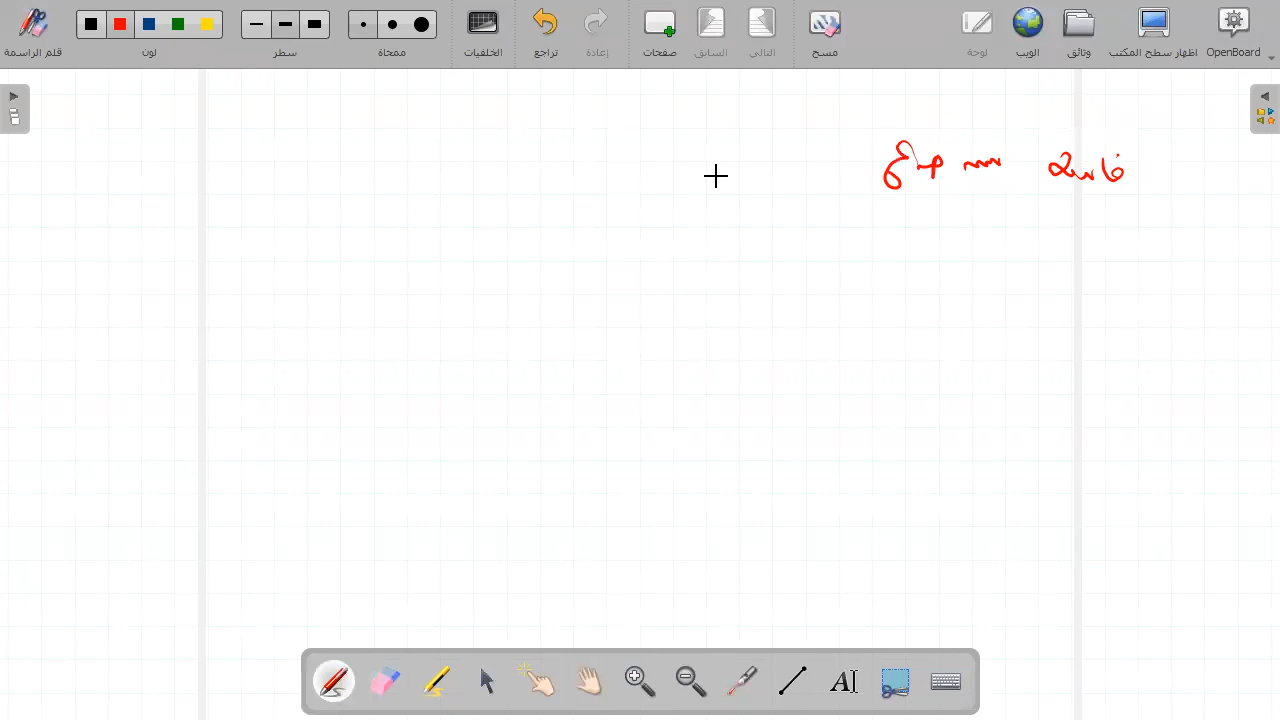 قلم الراسمة
لون
سطر
ممحاة
الخلفيات
تراجع
إعادة
صفحات
السابق
التالي
مسح
لوحة
الويب
وثائق
اظهار سطح المكتب
OpenBoard